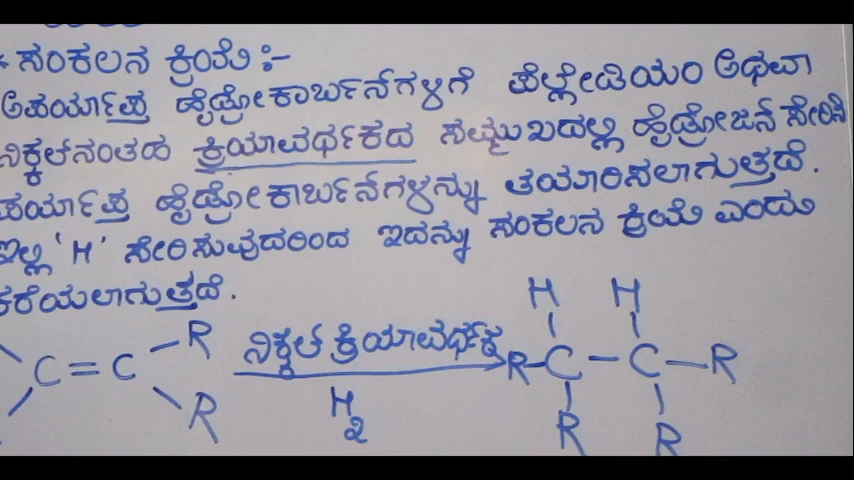 * ಸಂಕಲನ ಕ್ರಿಯೆ :-
ಅಪರ್ಯಾಪ್ತ ಹೈಡ್ರೋಕಾರ್ಬನ್‌ಗಳಿಗೆ ಪೆಲ್ಲೇಡಿಯಂ ಅಥವಾ
ನಿಕ್ಕಲ್‌ನಂತಹ ಕ್ರಿಯಾವರ್ಧಕದ ಸಮ್ಮುಖದಲ್ಲಿ ಹೈಡ್ರೋಜನ್ ಸೇರಿಸಿ
ಪರ್ಯಾಪ್ತ ಹೈಡ್ರೋಕಾರ್ಬನ್‌ಗಳನ್ನು ತಯಾರಿಸಲಾಗುತ್ತದೆ.
ಇಲ್ಲಿ 'H' ಸೇರಿಸುವುದರಿಂದ ಇದನ್ನು ಸಂಕಲನ ಕ್ರಿಯೆ ಎಂದು
ಕರೆಯಲಾಗುತ್ತದೆ.
H H
C = C R ನಿಕ್ಕಲ್ ಕ್ರಿಯಾವರ್ಧಕ R - C - C - R
R H೨ R R